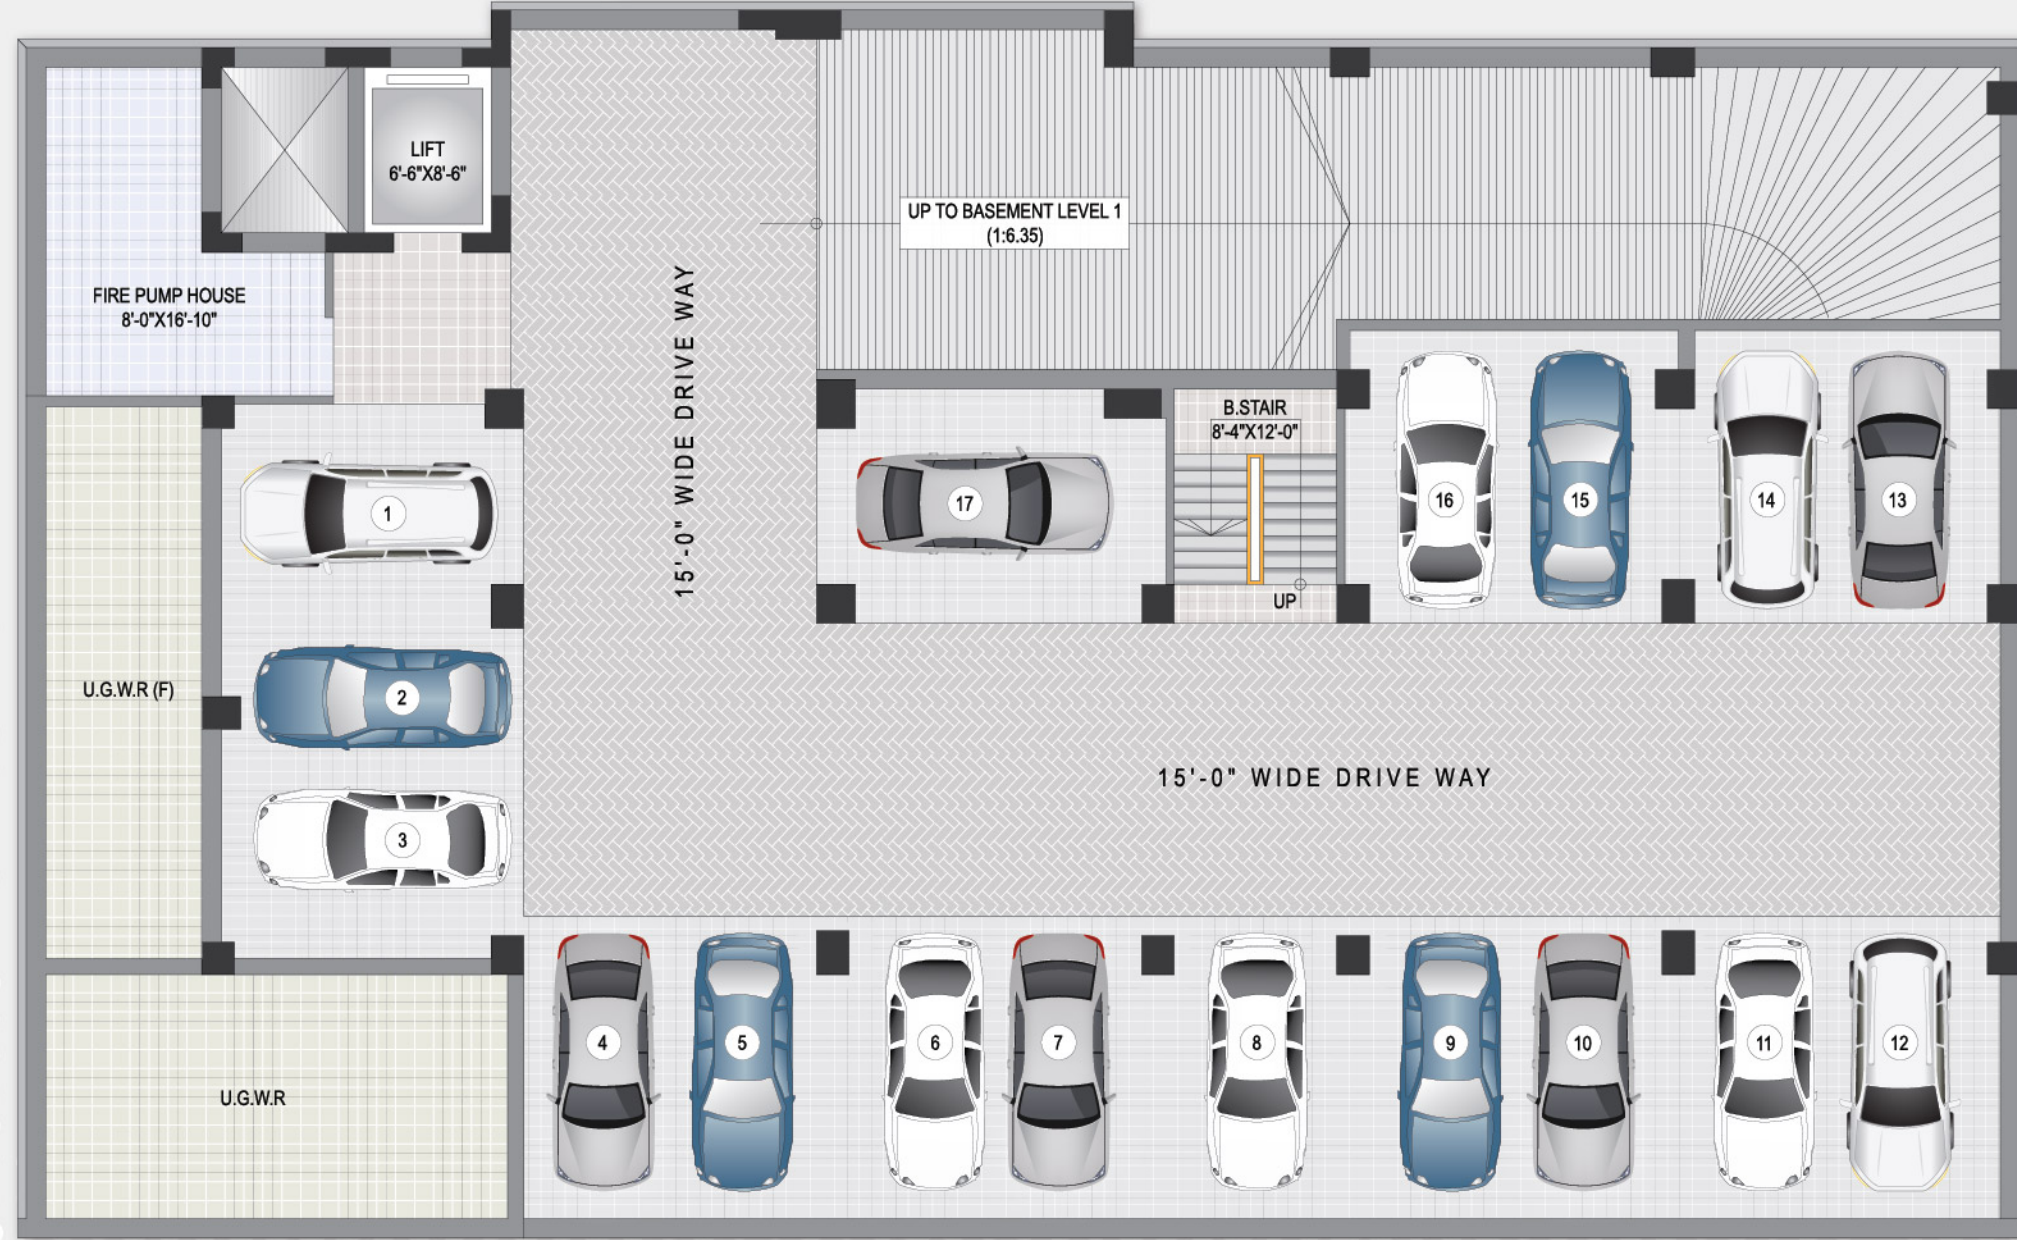 LIFT
6'-6"X8'-6"
UP TO BASEMENT LEVEL 1
(1:6.35)
FIRE PUMP HOUSE
8'-0"X16'-10"
15'-0" WIDE DRIVE WAY
B.STAIR
8'-4"X12'-0"
UP
1
17
16
15
14
13
2
U.G.W.R (F)
3
15'-0" WIDE DRIVE WAY
4
5
6
7
8
9
10
11
12
U.G.W.R